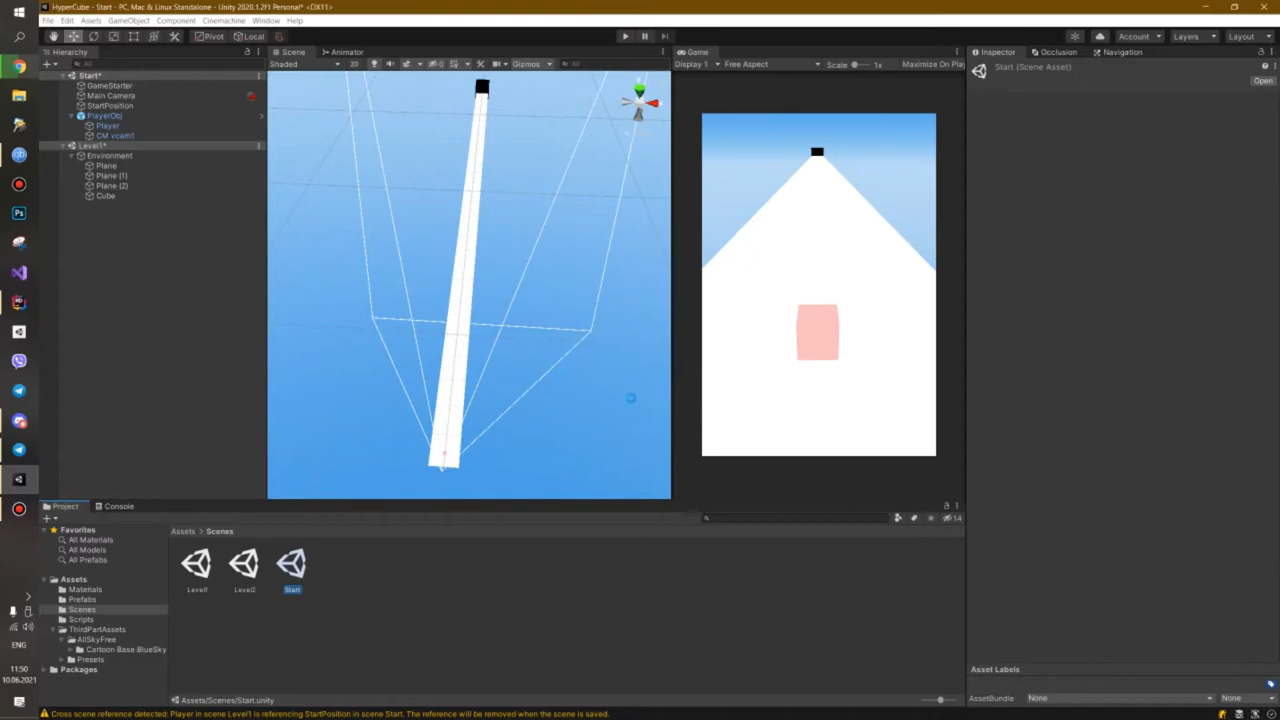 HyperCube - Start - PC, Mac & Linux Standalone - Unity 2020.1.2f1 Personal* <DX11>
File Edit Assets GameObject Component Cinemachine Window Help
Pivot Local Account Layers Layout
Hierarchy Scene Animator Game Inspector Occlusion Navigation
All Shaded 2D 0 Gizmos All Display 1 Free Aspect Scale 1x Maximize On Play
Start (Scene Asset)
Open
Start*
GameStarter
Main Camera
StartPosition
PlayerObj
Player
CM vcam1
Level1*
Environment
Plane
Plane (1)
Plane (2)
Cube
Ps
Project Console
14
Favorites
All Materials
All Models
All Prefabs
Assets
Materials
Prefabs
Scenes
Scripts
ThirdPartAssets
AllSkyFree
Cartoon Base BlueSky
Presets
Packages
Assets > Scenes
Level1 Level2 Start
Assets/Scenes/Start.unity
Asset Labels
AssetBundle None None
ENG
11:50
10.06.2021
Cross scene reference detected: Player in scene Level1 is referencing StartPosition in scene Start. The reference will be removed when the scene is saved.